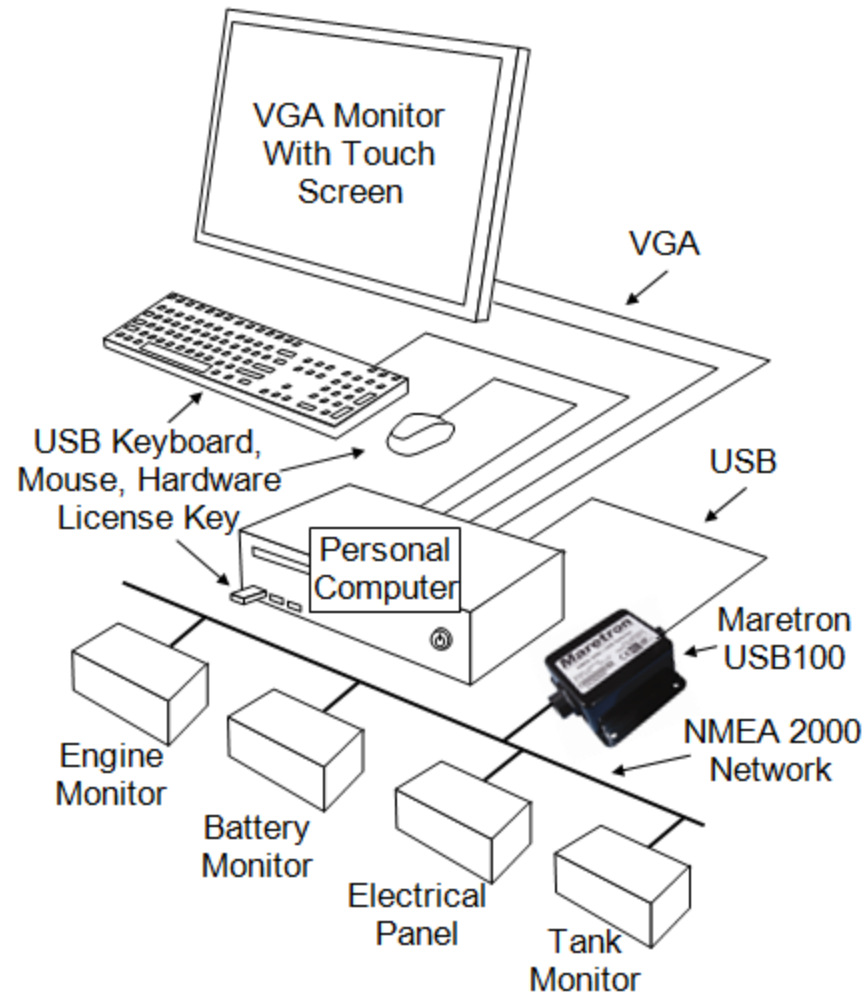 VGA Monitor
With Touch
Screen
VGA
USB Keyboard,
Mouse, Hardware
License Key
USB
Personal
Computer
Maretron
Maretron
USB100
NMEA 2000
Network
Engine
Monitor
Battery
Monitor
Electrical
Panel
Tank
Monitor